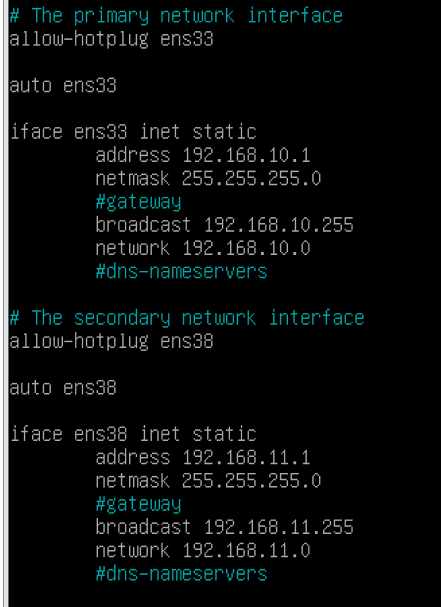 # The primary network interface
allow-hotplug ens33
auto ens33
iface ens33 inet static
address 192.168.10.1
netmask 255.255.255.0
#gateway
broadcast 192.168.10.255
network 192.168.10.0
#dns-nameservers
# The secondary network interface
allow-hotplug ens38
auto ens38
iface ens38 inet static
address 192.168.11.1
netmask 255.255.255.0
#gateway
broadcast 192.168.11.255
network 192.168.11.0
#dns-nameservers